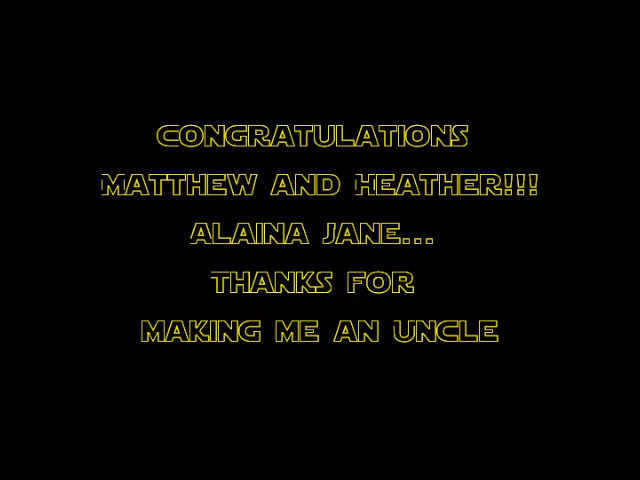 CONGRATULATIONS
MATTHEW AND HEATHER!!!
ALAINA JANE...
THANKS FOR
MAKING ME AN UNCLE